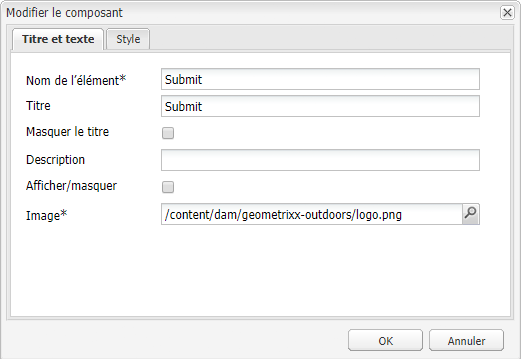 Modifier le composant
Titre et texte
Style
Nom de l'élément* Submit
Titre Submit
Masquer le titre
Description
Afficher/masquer
Image* /content/dam/geometrixx-outdoors/logo.png
OK Annuler